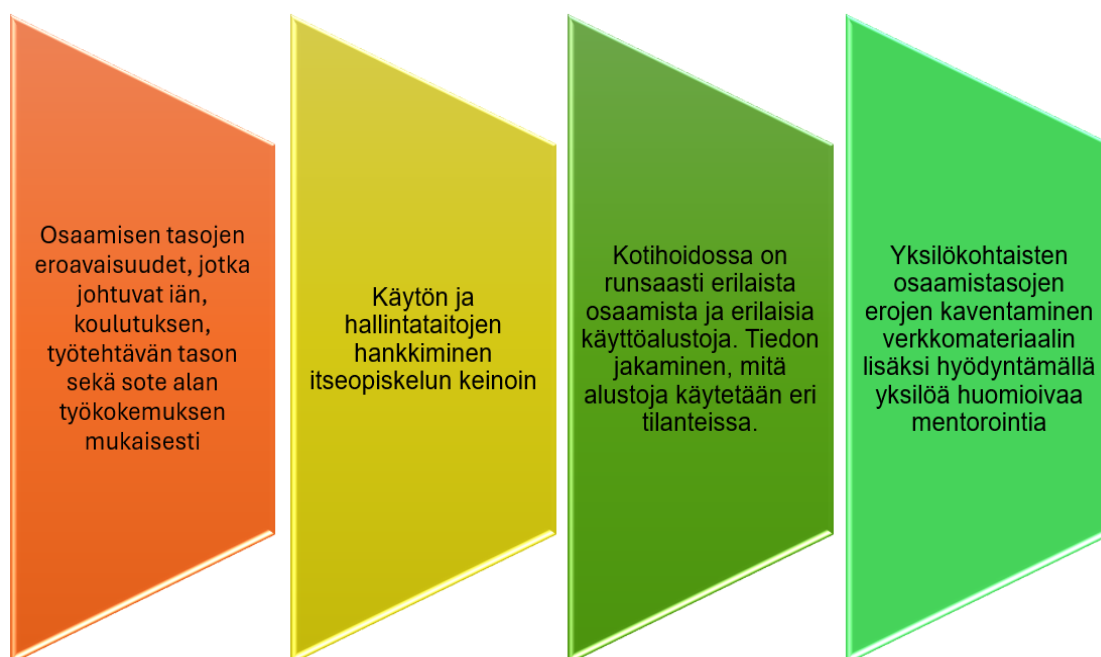 Osaamisen tasojen
eroavaisuudet, jotka
johtuvat iän,
koulutuksen,
työtehtävän tason
sekä sote alan
työkokemuksen
mukaisesti
Käytön ja
hallintataitojen
hankkiminen
itseopiskelun keinoin
Kotihoidossa on
runsaasti erilaista
osaamista ja erilaisia
käyttöalustoja. Tiedon
jakaminen, mitä
alustoja käytetään eri
tilanteissa.
Yksilökohtaisten
osaamistasojen
erojen kaventaminen
verkkomateriaalin
lisäksi hyödyntämällä
yksilöä huomioivaa
mentorointia